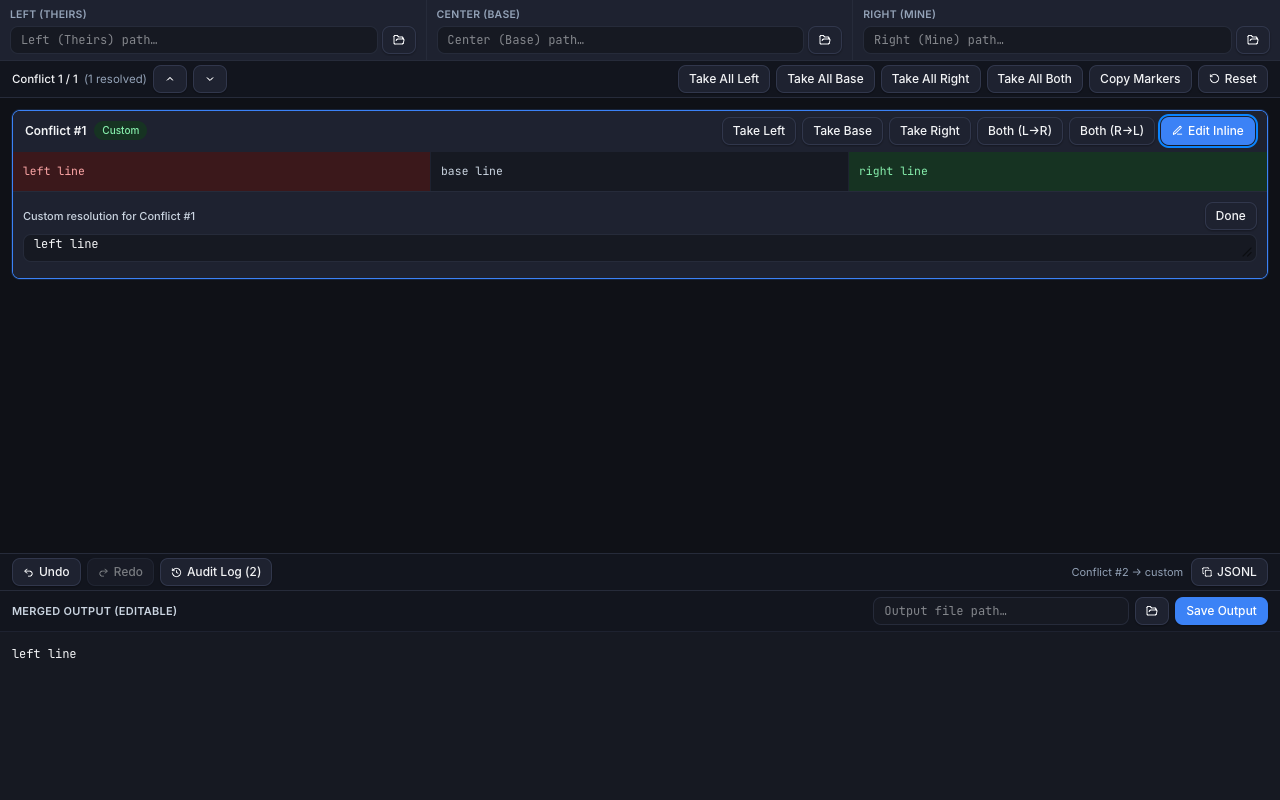 LEFT (THEIRS)
Left (Theirs) path…
CENTER (BASE)
Center (Base) path…
RIGHT (MINE)
Right (Mine) path…
Conflict 1 / 1 (1 resolved)
Take All Left
Take All Base
Take All Right
Take All Both
Copy Markers
Reset
Conflict #1 Custom
Take Left
Take Base
Take Right
Both (L→R)
Both (R→L)
Edit Inline
left line
base line
right line
Custom resolution for Conflict #1
Done
left line
Undo
Redo
Audit Log (2)
Conflict #2 → custom
JSONL
MERGED OUTPUT (EDITABLE)
Output file path…
Save Output
left line